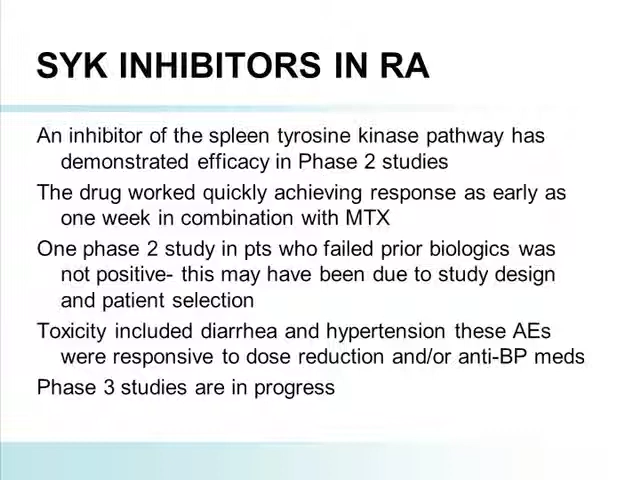 SYK INHIBITORS IN RA
An inhibitor of the spleen tyrosine kinase pathway has
demonstrated efficacy in Phase 2 studies
The drug worked quickly achieving response as early as
one week in combination with MTX
One phase 2 study in pts who failed prior biologics was
not positive- this may have been due to study design
and patient selection
Toxicity included diarrhea and hypertension these AEs
were responsive to dose reduction and/or anti-BP meds
Phase 3 studies are in progress